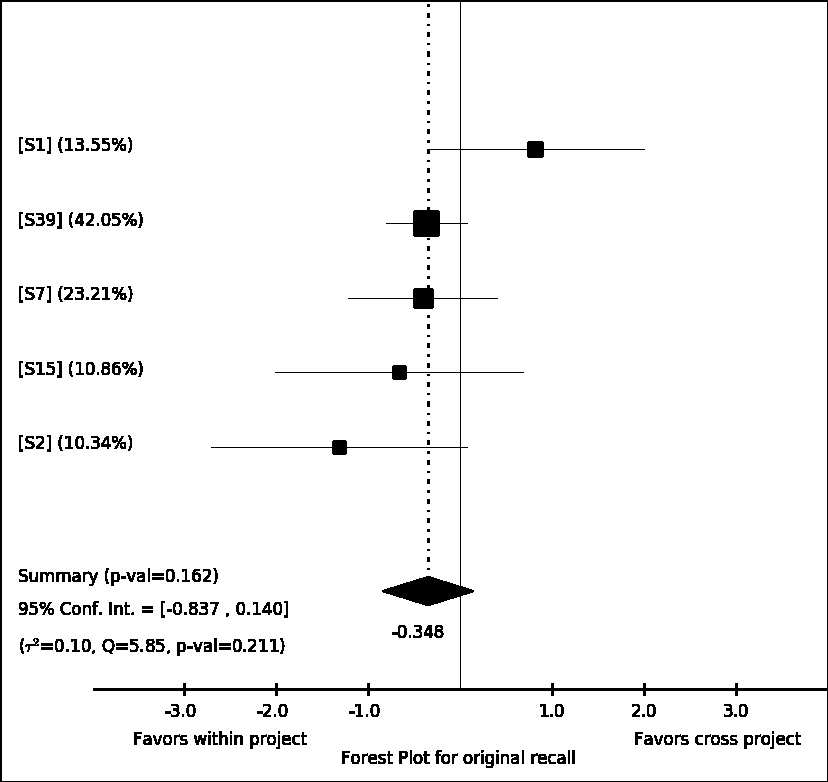 [S1] (13.55%)
[S39] (42.05%)
[S7] (23.21%)
[S15] (10.86%)
[S2] (10.34%)
Summary (p-val=0.162)
95% Conf. Int. = [-0.837 , 0.140]
-0.348
(τ²=0.10, Q=5.85, p-val=0.211)
-3.0 -2.0 -1.0 1.0 2.0 3.0
Favors within project Favors cross project
Forest Plot for original recall